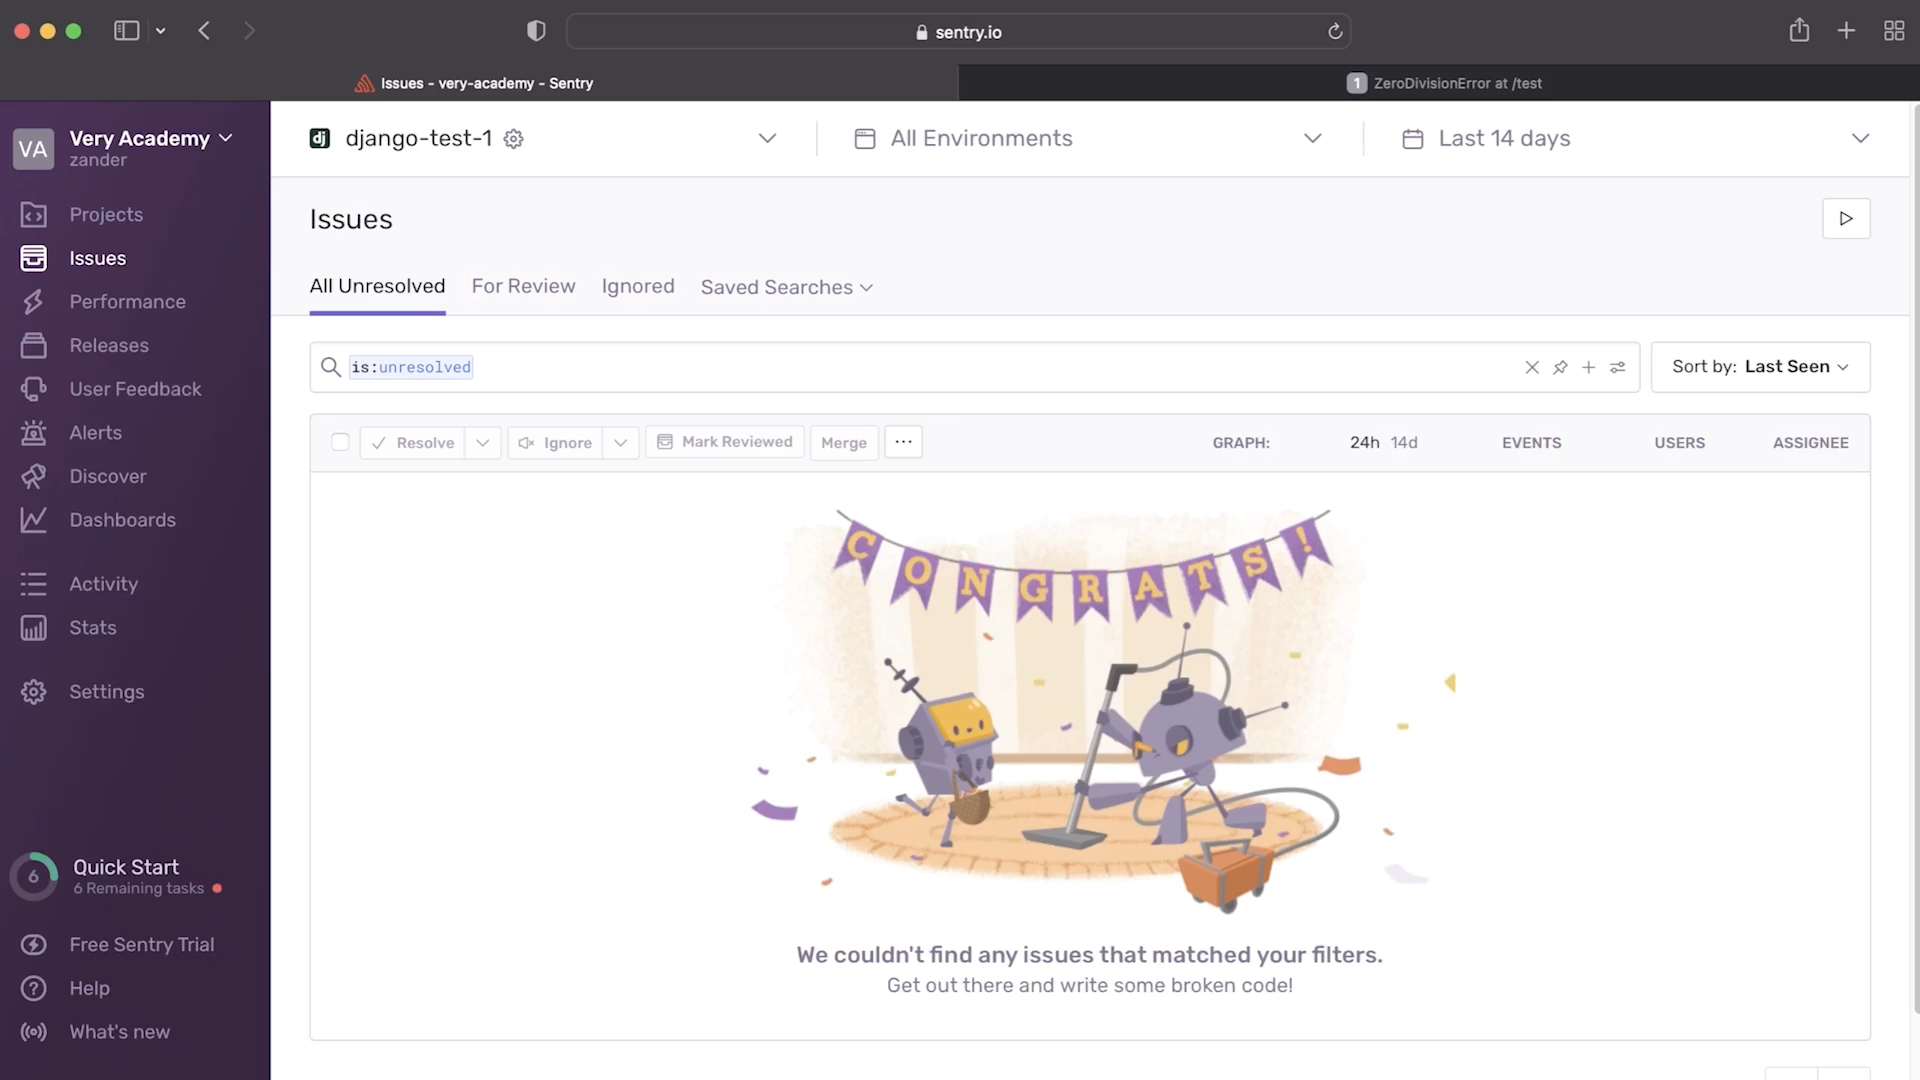 sentry.io
Issues - very-academy - Sentry
1 ZeroDivisionError at /test
VA
Very Academy
zander
Projects
Issues
Performance
Releases
User Feedback
Alerts
Discover
Dashboards
Activity
Stats
Settings
6
Quick Start
6 Remaining tasks
Free Sentry Trial
Help
What's new
dj django-test-1
All Environments
Last 14 days
Issues
All Unresolved
For Review
Ignored
Saved Searches
is:unresolved
Sort by: Last Seen
Resolve
Ignore
Mark Reviewed
Merge
GRAPH:
24h 14d
EVENTS
USERS
ASSIGNEE
CONGRATS!
We couldn't find any issues that matched your filters.
Get out there and write some broken code!